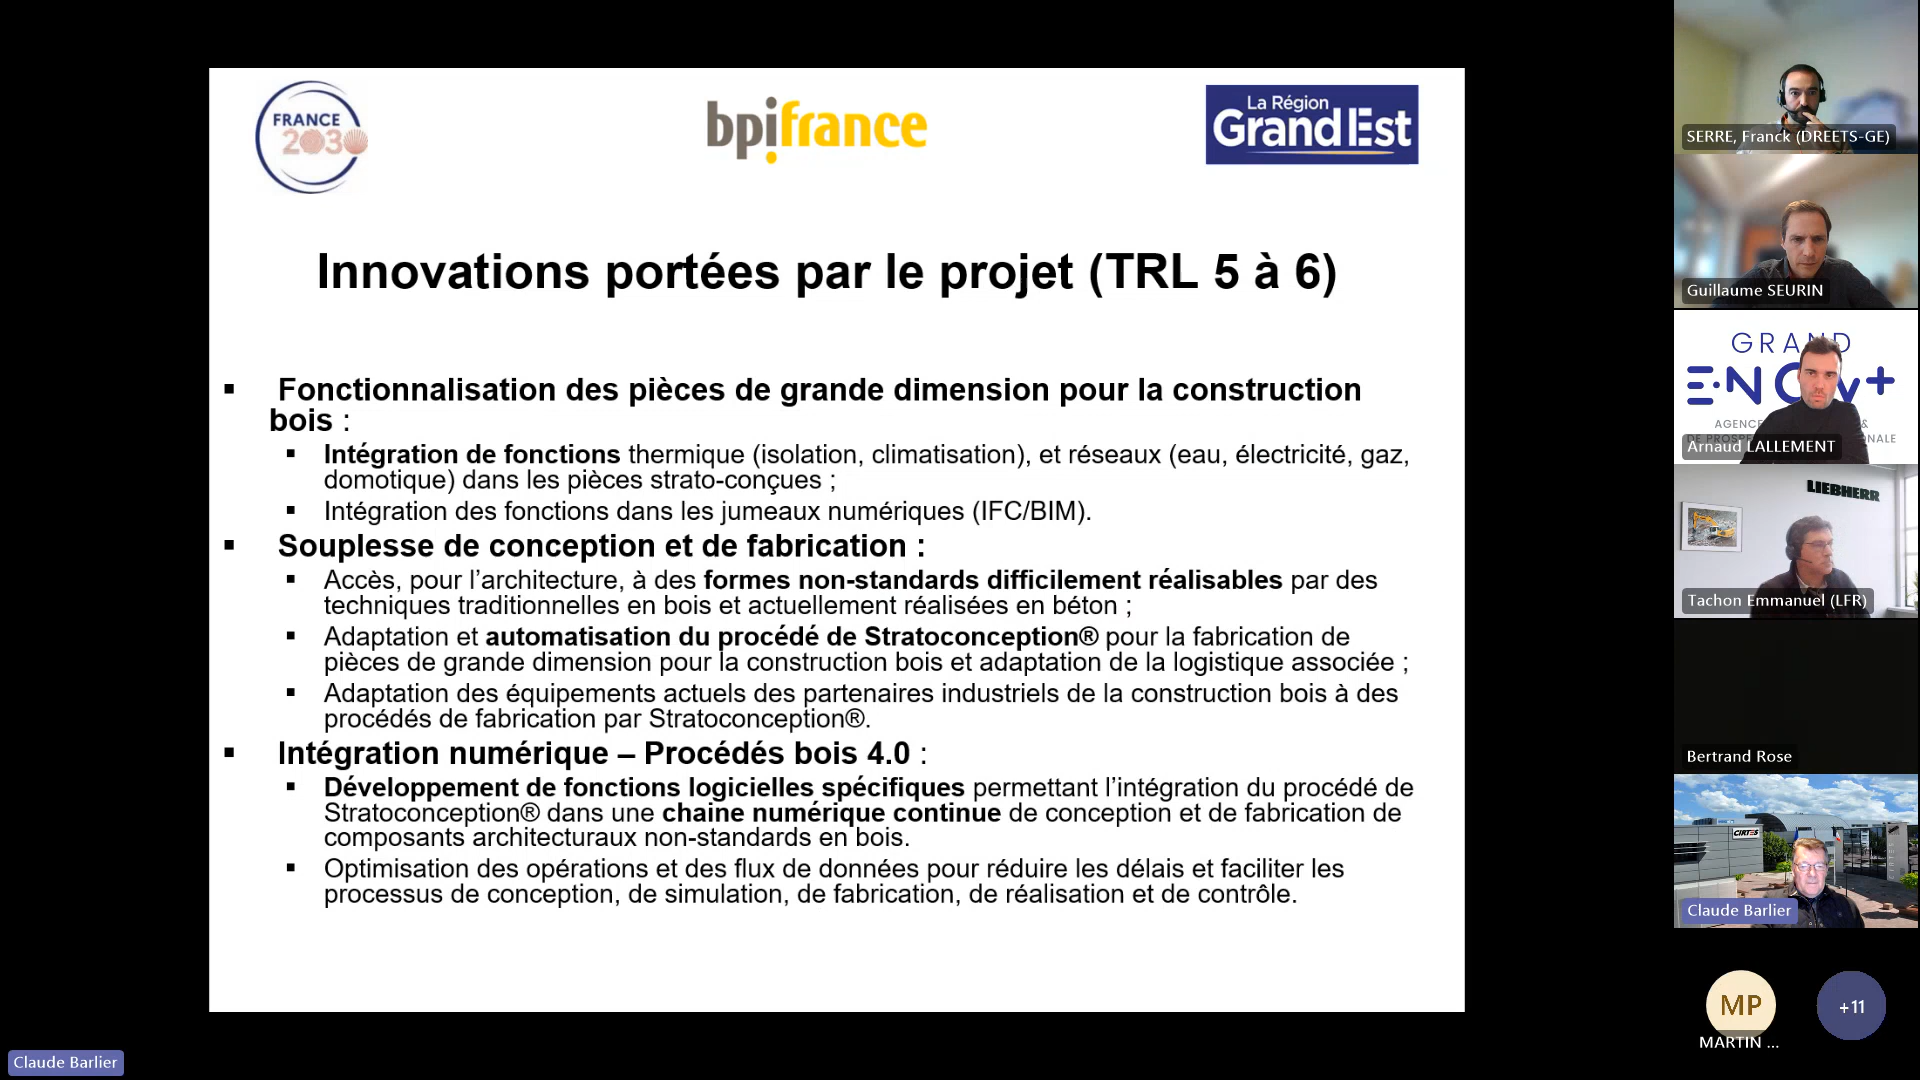 FRANCE
2030
bpifrance
La Région
Grand Est
Innovations portées par le projet (TRL 5 à 6)
▪ Fonctionnalisation des pièces de grande dimension pour la construction
bois :
▪ Intégration de fonctions thermique (isolation, climatisation), et réseaux (eau, électricité, gaz,
domotique) dans les pièces strato-conçues ;
▪ Intégration des fonctions dans les jumeaux numériques (IFC/BIM).
▪ Souplesse de conception et de fabrication :
▪ Accès, pour l’architecture, à des formes non-standards difficilement réalisables par des
techniques traditionnelles en bois et actuellement réalisées en béton ;
▪ Adaptation et automatisation du procédé de Stratoconception® pour la fabrication de
pièces de grande dimension pour la construction bois et adaptation de la logistique associée ;
▪ Adaptation des équipements actuels des partenaires industriels de la construction bois à des
procédés de fabrication par Stratoconception®.
▪ Intégration numérique – Procédés bois 4.0 :
▪ Développement de fonctions logicielles spécifiques permettant l’intégration du procédé de
Stratoconception® dans une chaine numérique continue de conception et de fabrication de
composants architecturaux non-standards en bois.
▪ Optimisation des opérations et des flux de données pour réduire les délais et faciliter les
processus de conception, de simulation, de fabrication, de réalisation et de contrôle.
Claude Barlier
SERRE, Franck (DREETS-GE)
Guillaume SEURIN
GRAND
AGENCE
Arnaud LALLEMENT
LIEBHERR
Tachon Emmanuel (LFR)
Bertrand Rose
CIRTES
Claude Barlier
MP
+11
MARTIN ...